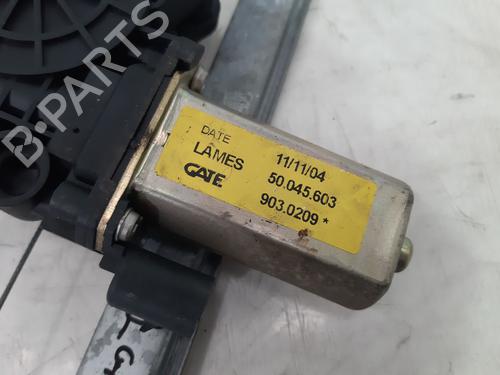 B-PARTS
DATE 11/11/04
LAMES 50.045.603
GATE 903.0209 *